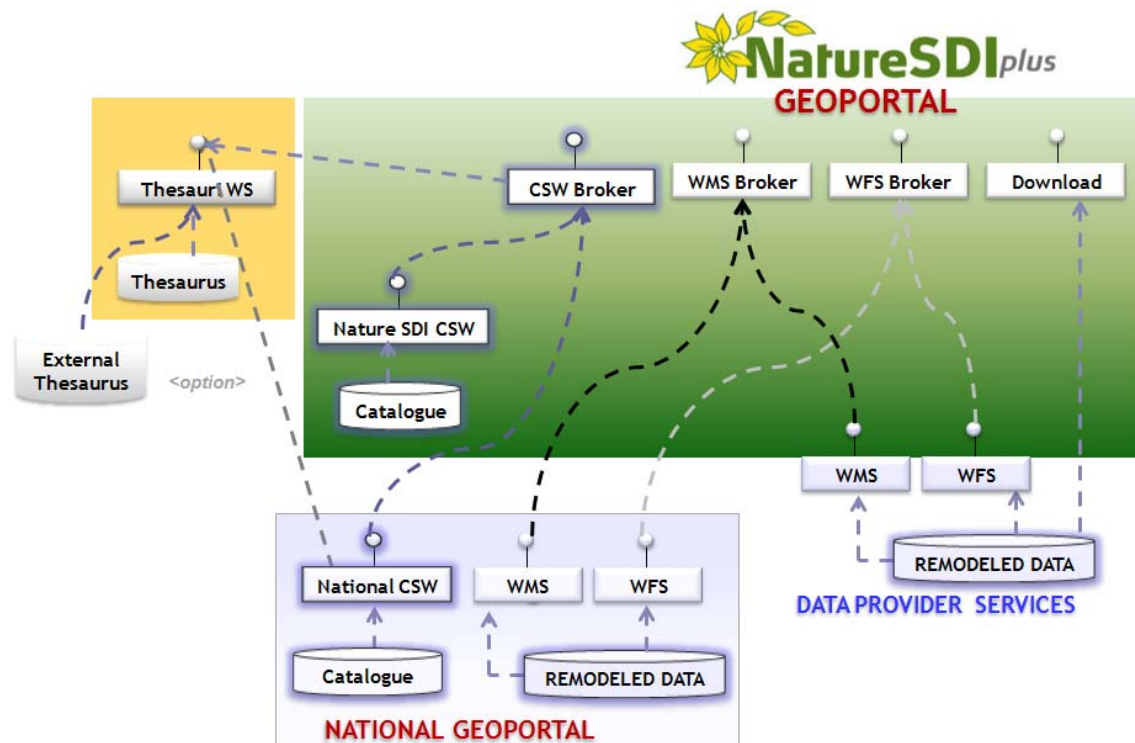 NatureSDIplus
GEOPORTAL
Thesauri WS
CSW Broker
WMS Broker
WFS Broker
Download
Thesaurus
Nature SDI CSW
External
Thesaurus
<option>
Catalogue
WMS
WFS
REMODELED DATA
DATA PROVIDER SERVICES
National CSW
WMS
WFS
Catalogue
REMODELED DATA
NATIONAL GEOPORTAL